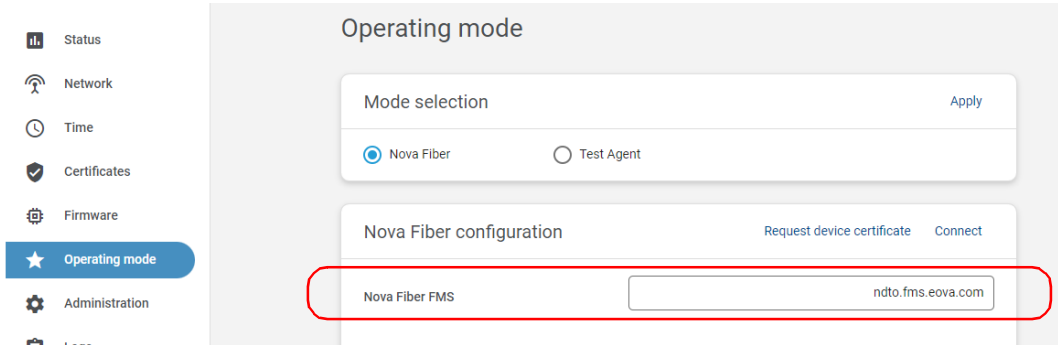 Status
Network
Time
Certificates
Firmware
Operating mode
Administration
Operating mode
Mode selection
Apply
Nova Fiber
Test Agent
Nova Fiber configuration
Request device certificate
Connect
Nova Fiber FMS
ndto.fms.eova.com